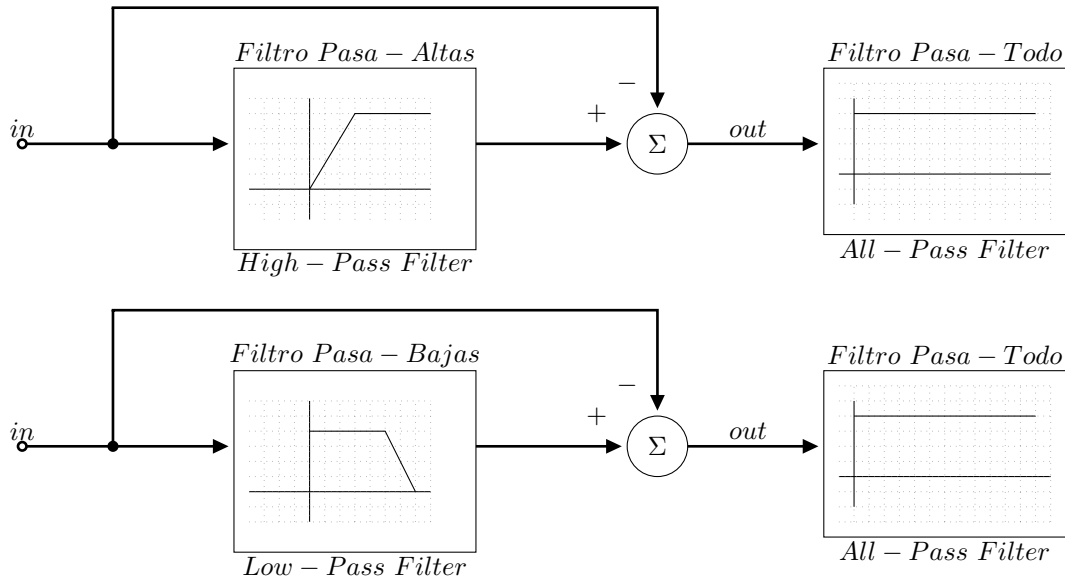 Filtro Pasa − Altas
Filtro Pasa − Todo
−
+
in
Σ
out
High − Pass Filter
All − Pass Filter
Filtro Pasa − Bajas
Filtro Pasa − Todo
−
+
in
Σ
out
Low − Pass Filter
All − Pass Filter